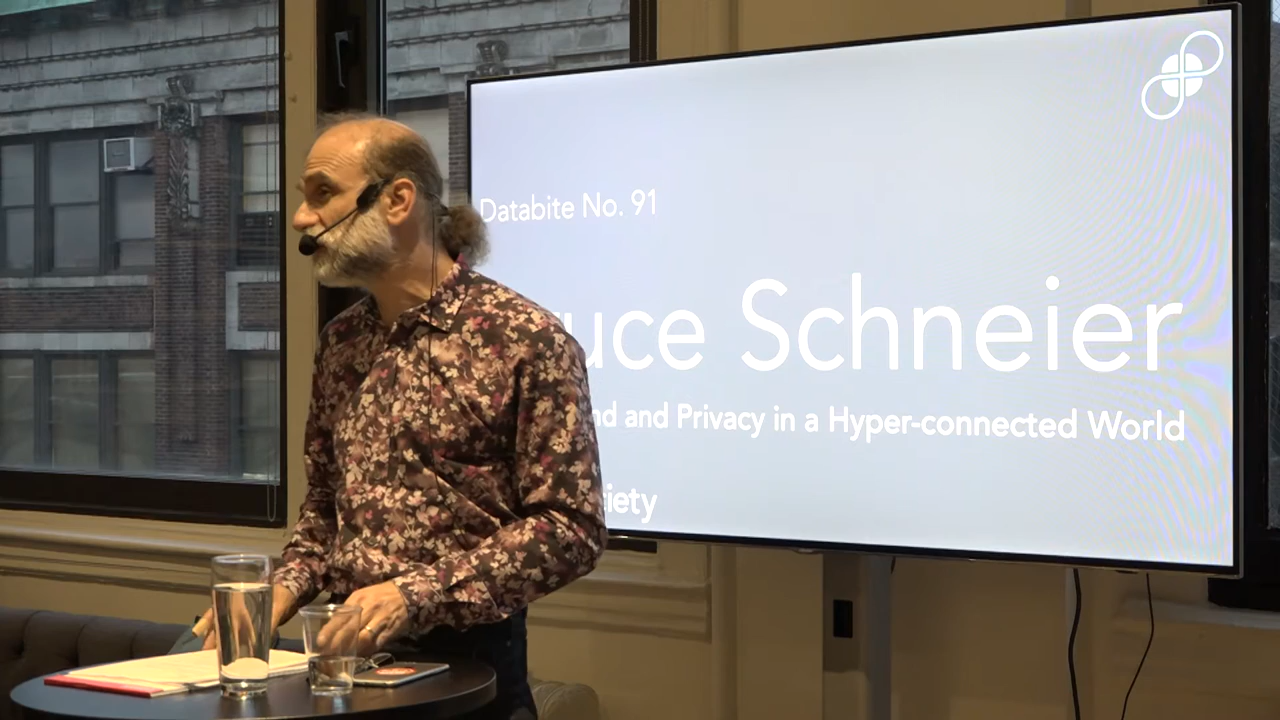 Databite No. 91
uce Schneier
nd and Privacy in a Hyper-connected World
iety